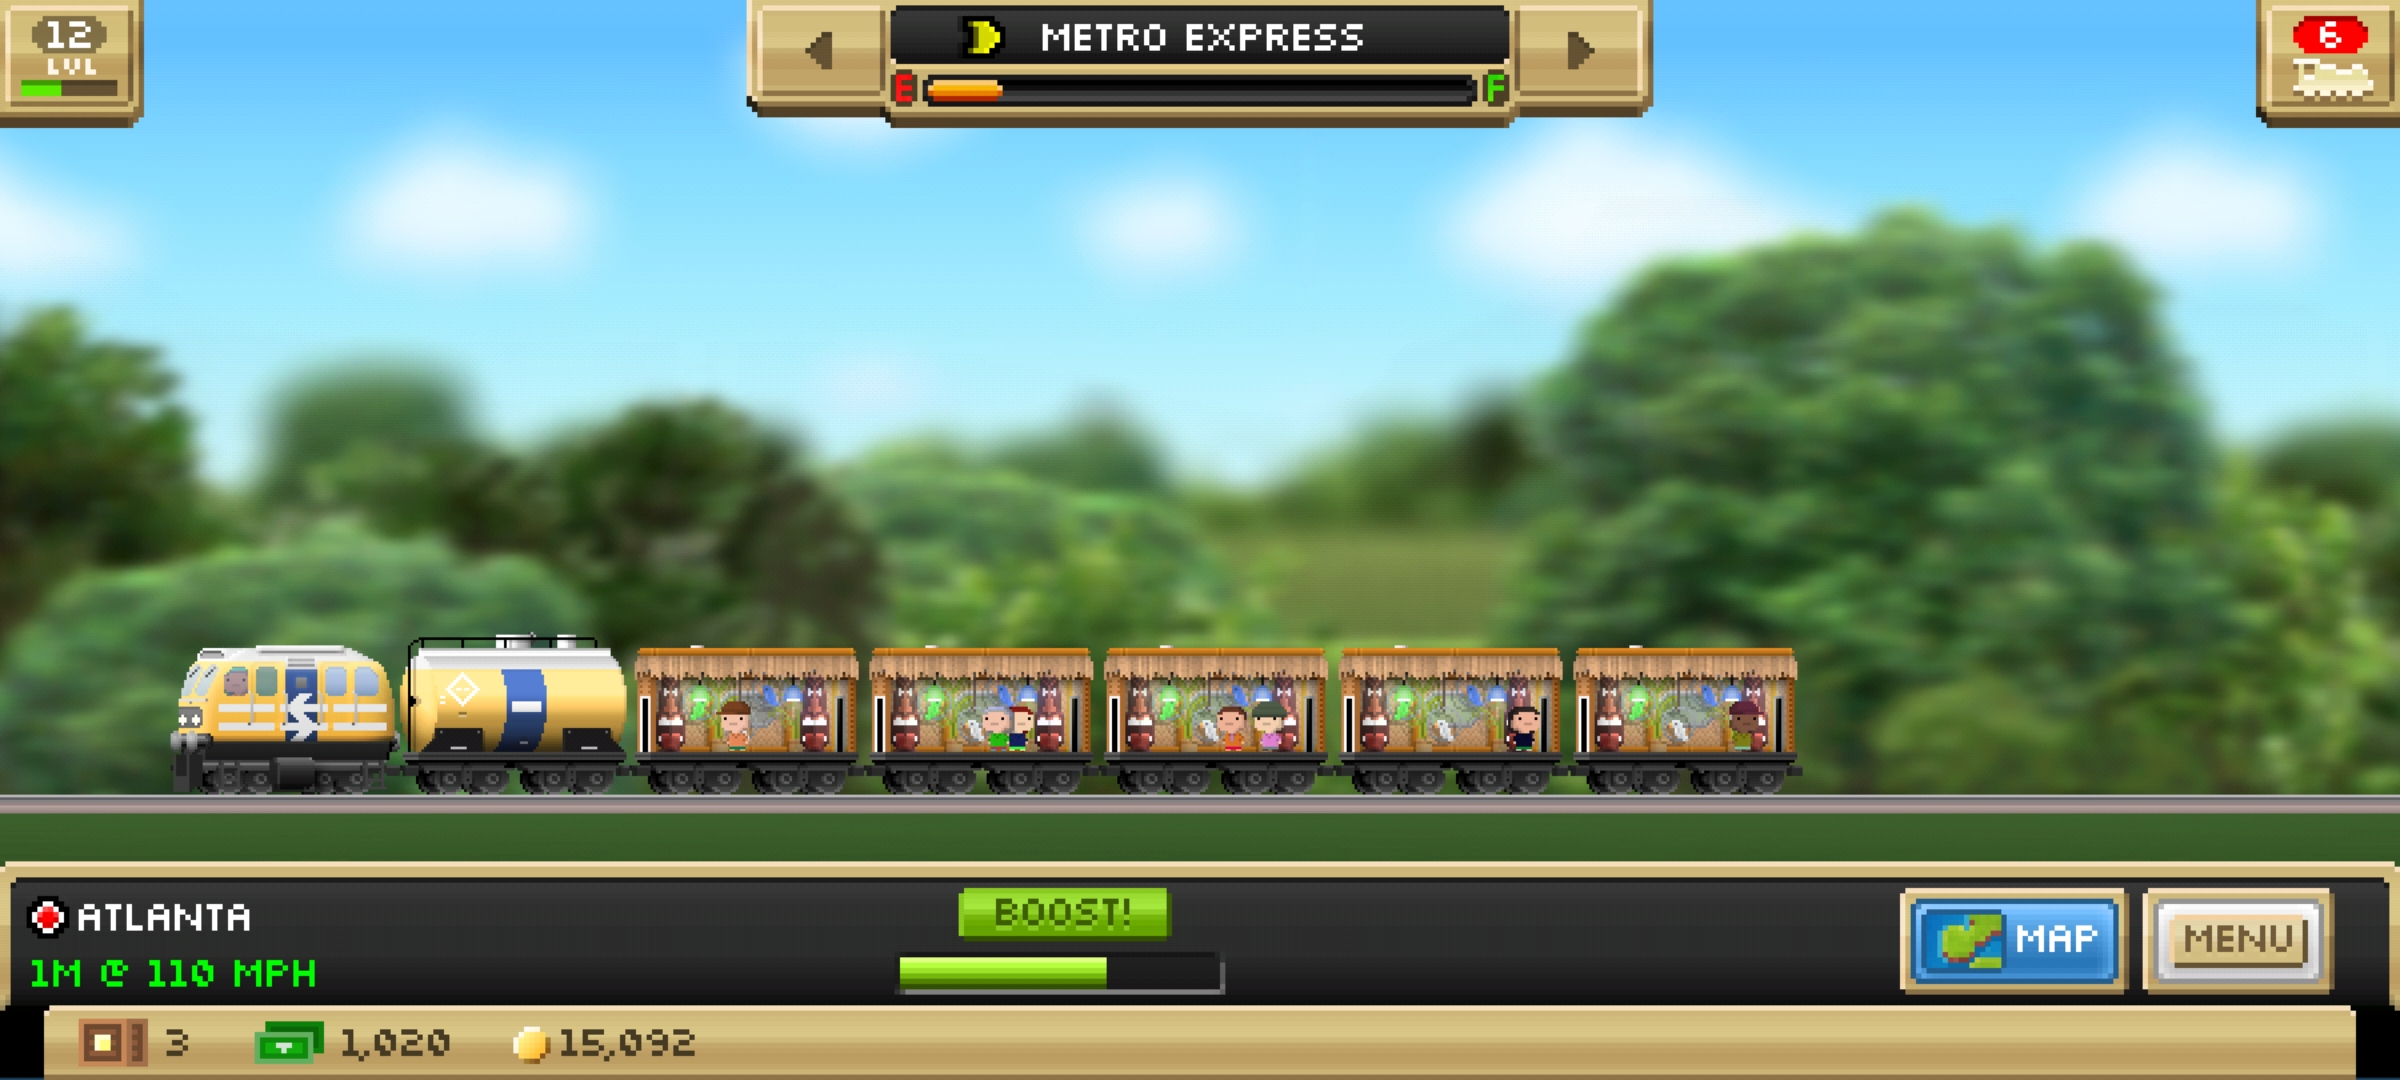 12
LVL
METRO EXPRESS
E F
6
ATLANTA
1M @ 110 MPH
BOOST!
MAP
MENU
3 1,020 15,092